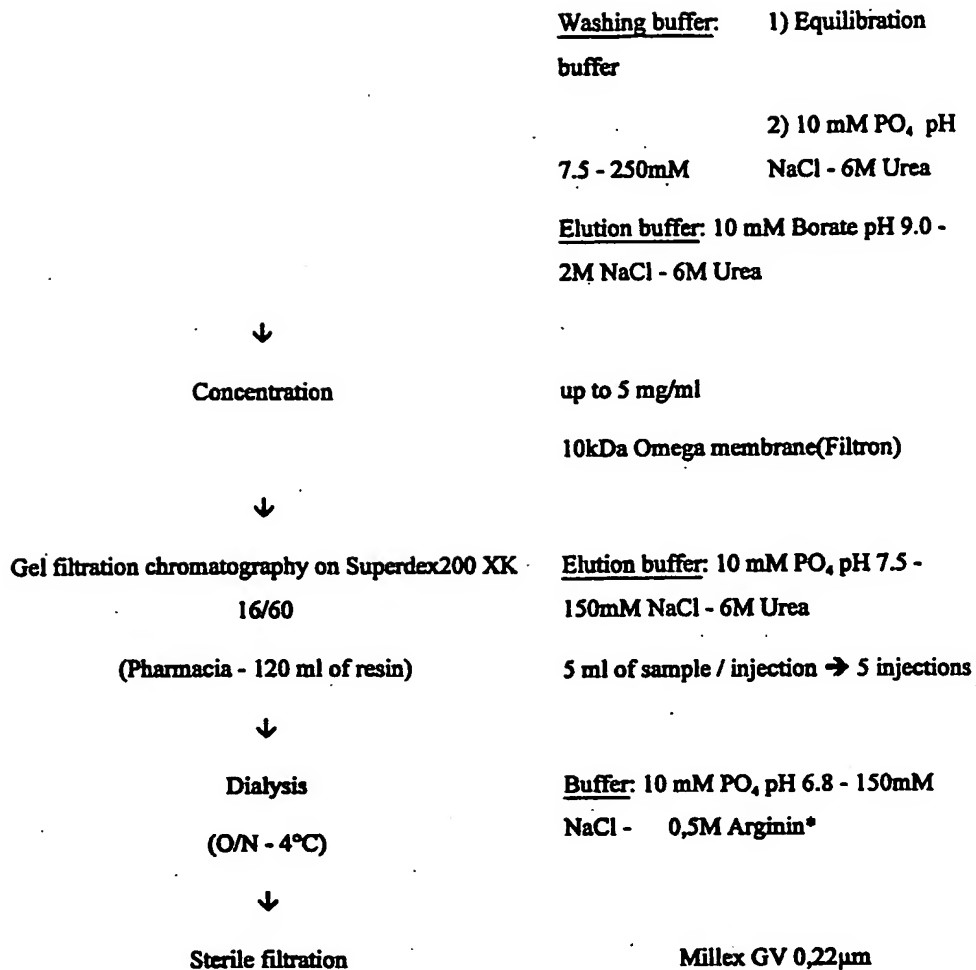 Washing buffer: 1) Equilibration
buffer
2) 10 mM PO₄ pH
7.5 - 250mM NaCl - 6M Urea
Elution buffer: 10 mM Borate pH 9.0 -
2M NaCl - 6M Urea
↓
Concentration up to 5 mg/ml
10kDa Omega membrane(Filtron)
↓
Gel filtration chromatography on Superdex200 XK Elution buffer: 10 mM PO₄ pH 7.5 -
16/60 150mM NaCl - 6M Urea
(Pharmacia - 120 ml of resin) 5 ml of sample / injection → 5 injections
↓
Dialysis Buffer: 10 mM PO₄ pH 6.8 - 150mM
(O/N - 4°C) NaCl - 0,5M Arginin*
↓
Sterile filtration Millex GV 0,22µm